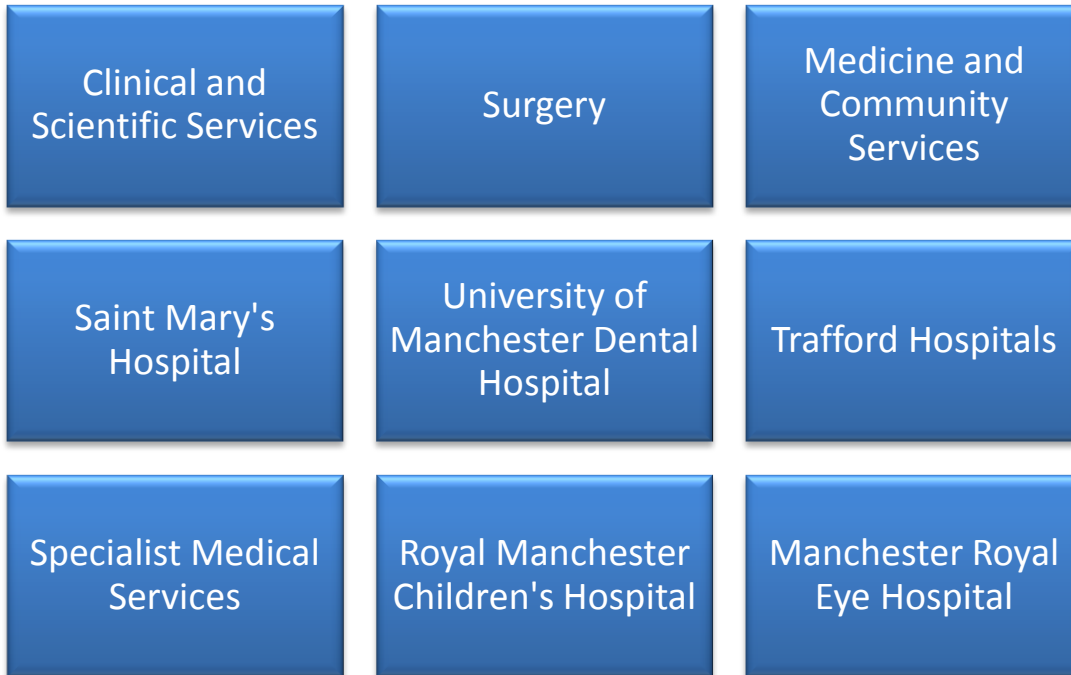 Clinical and
Scientific Services
Surgery
Medicine and
Community
Services
Saint Mary's
Hospital
University of
Manchester Dental
Hospital
Trafford Hospitals
Specialist Medical
Services
Royal Manchester
Children's Hospital
Manchester Royal
Eye Hospital